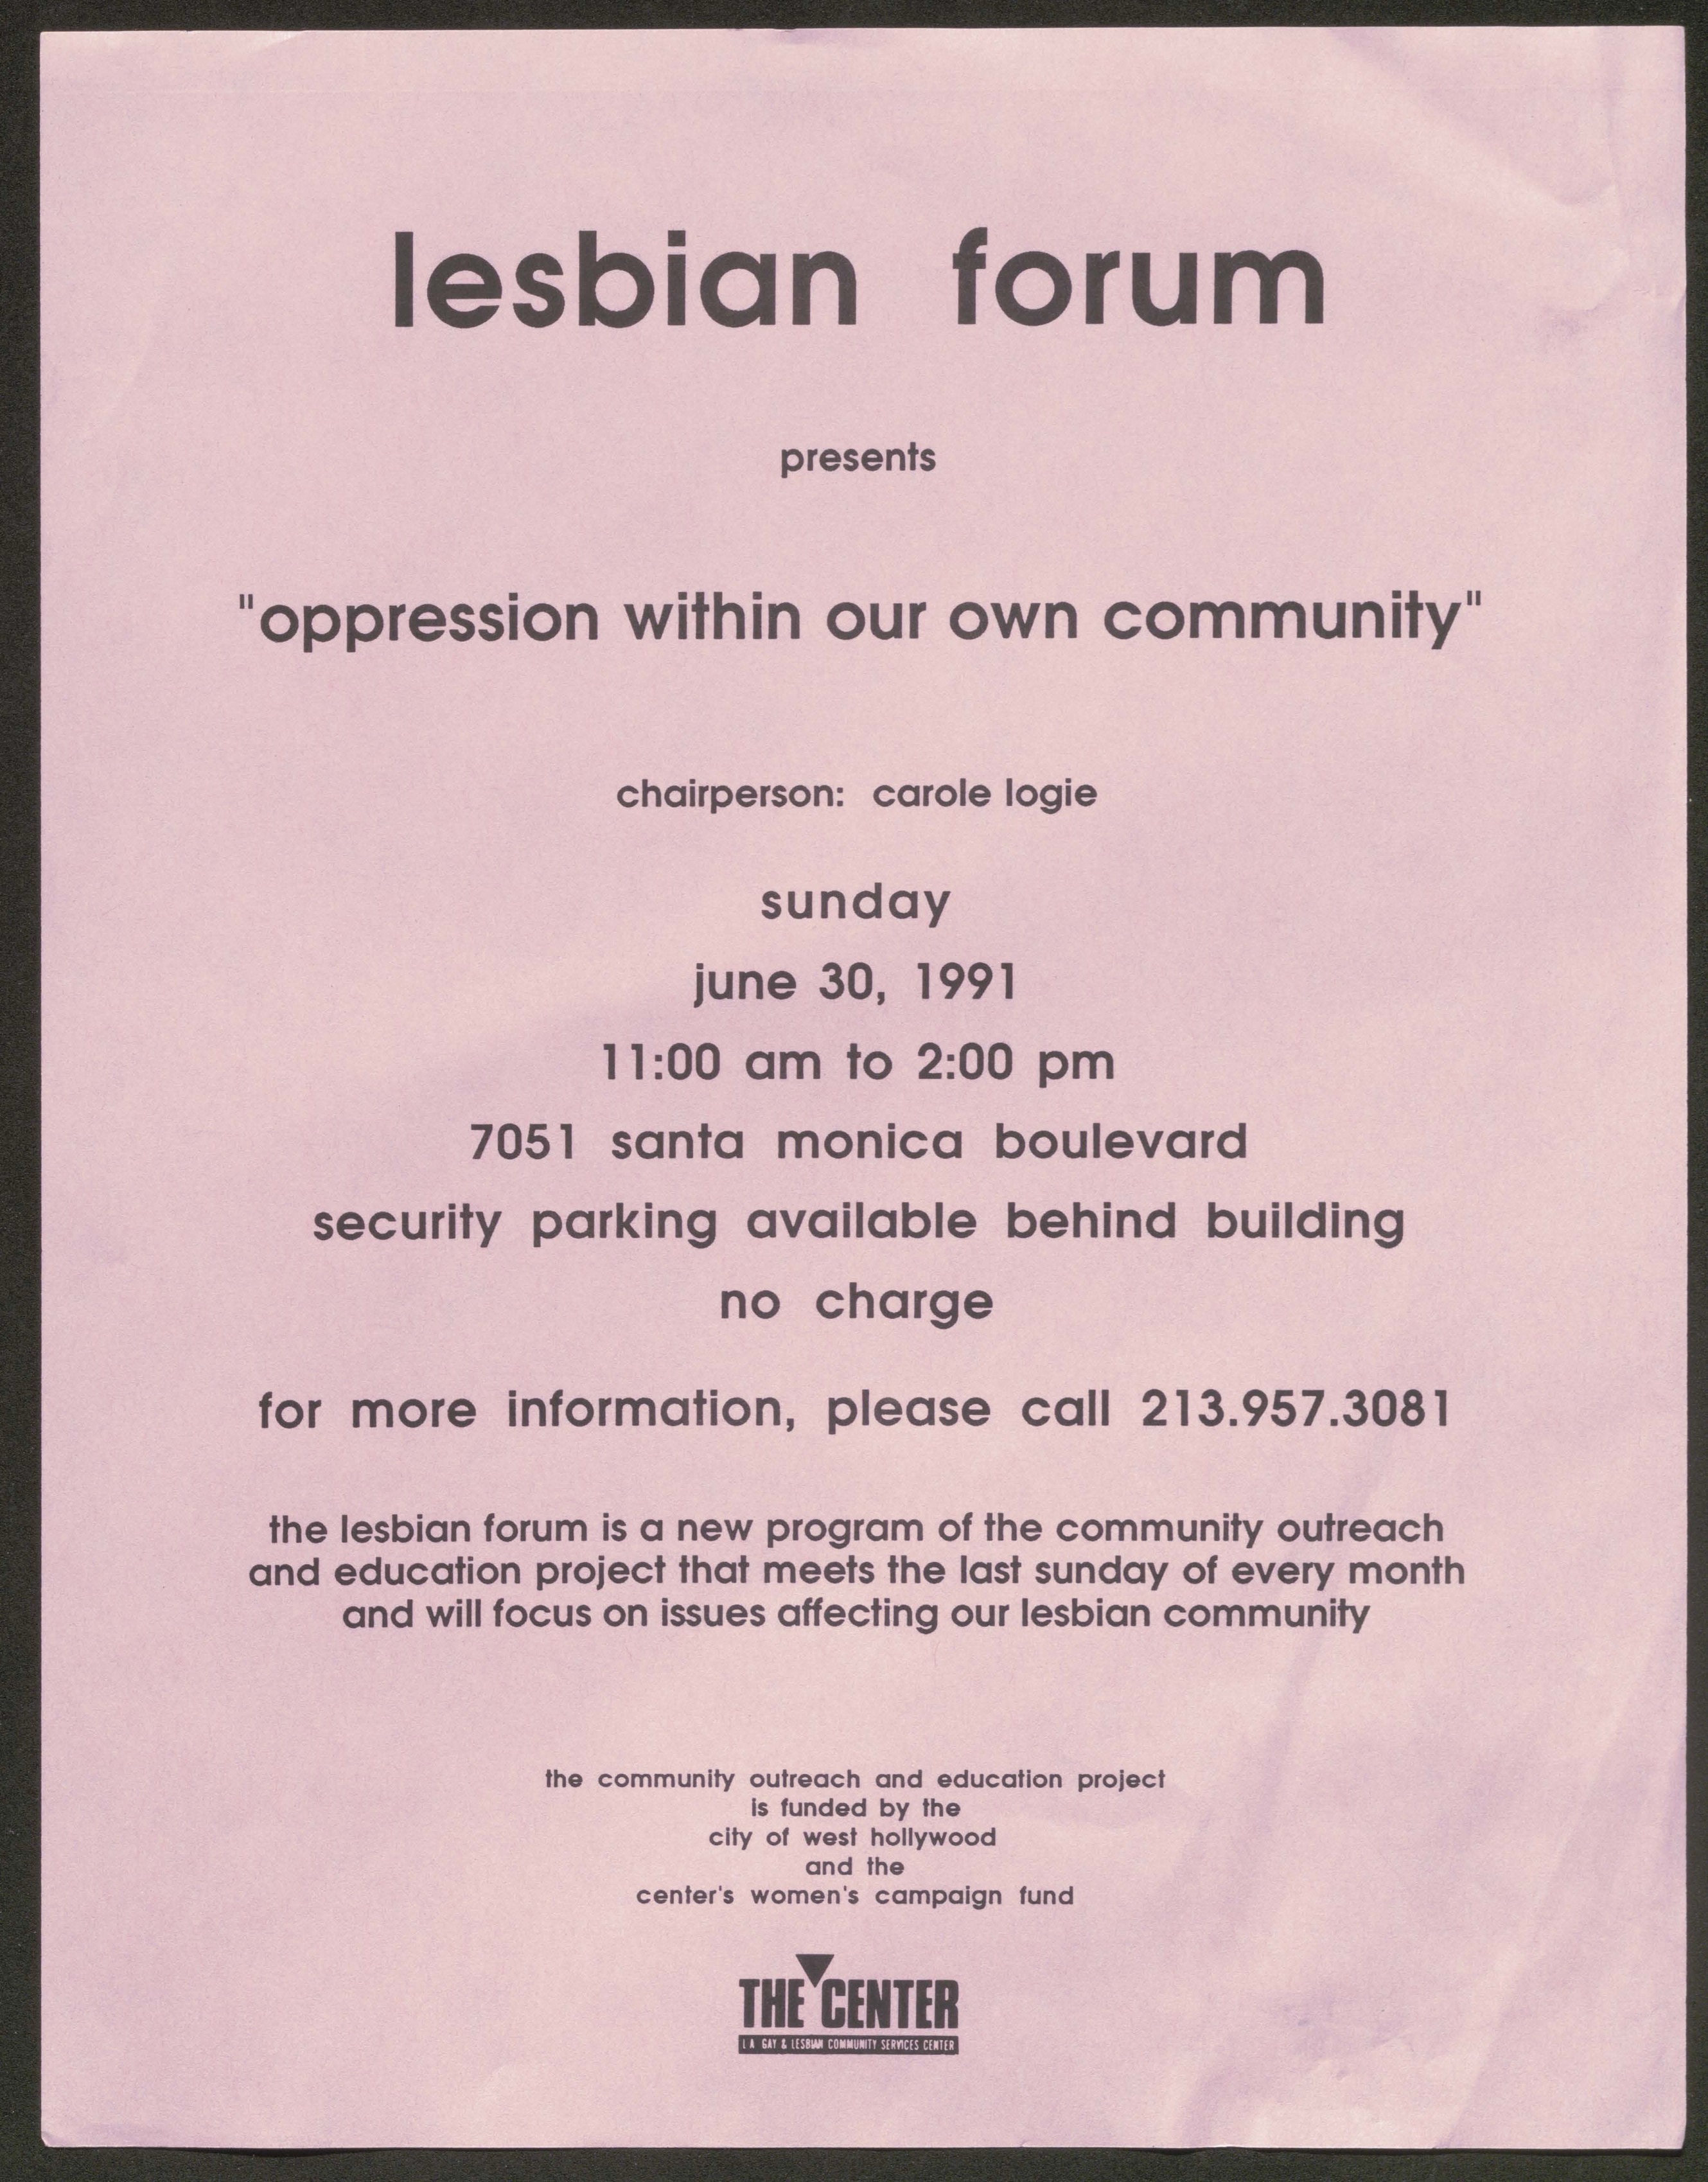 lesbian forum
presents
"oppression within our own community"
chairperson: carole logie
sunday
june 30, 1991
11:00 am to 2:00 pm
7051 santa monica boulevard
security parking available behind building
no charge
for more information, please call 213.957.3081
the lesbian forum is a new program of the community outreach
and education project that meets the last sunday of every month
and will focus on issues affecting our lesbian community
the community outreach and education project
is funded by the
city of west hollywood
and the
center's women's campaign fund
THE CENTER
L A GAY & LESBIAN COMMUNITY SERVICES CENTER